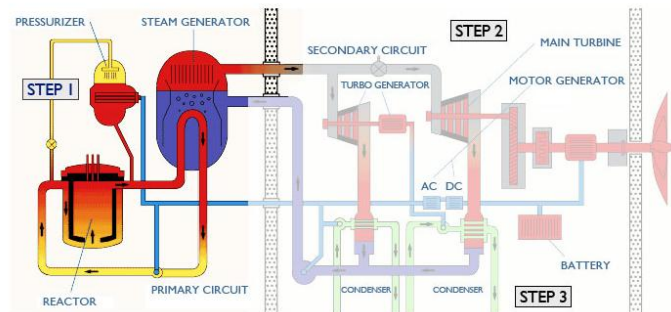 PRESSURIZER
STEAM GENERATOR
STEP 2
MAIN TURBINE
SECONDARY CIRCUIT
MOTOR GENERATOR
STEP 1
TURBO GENERATOR
AC DC
BATTERY
REACTOR
PRIMARY CIRCUIT
CONDENSER
CONDENSER
STEP 3